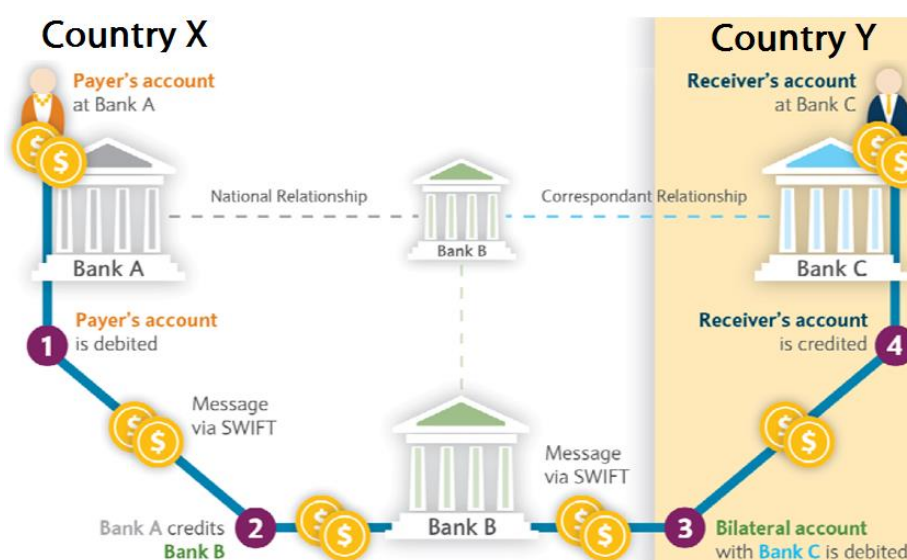 Country X
Country Y
Payer's account
at Bank A
Receiver's account
at Bank C
National Relationship
Correspondant Relationship
Bank A
Bank B
Bank C
1
Payer's account
is debited
Receiver's account
is credited
4
Message
via SWIFT
Message
via SWIFT
Bank A credits
Bank B
2
Bank B
3
Bilateral account
with Bank C is debited
$
$
$
$
$
$
$
$
$
$
$
$